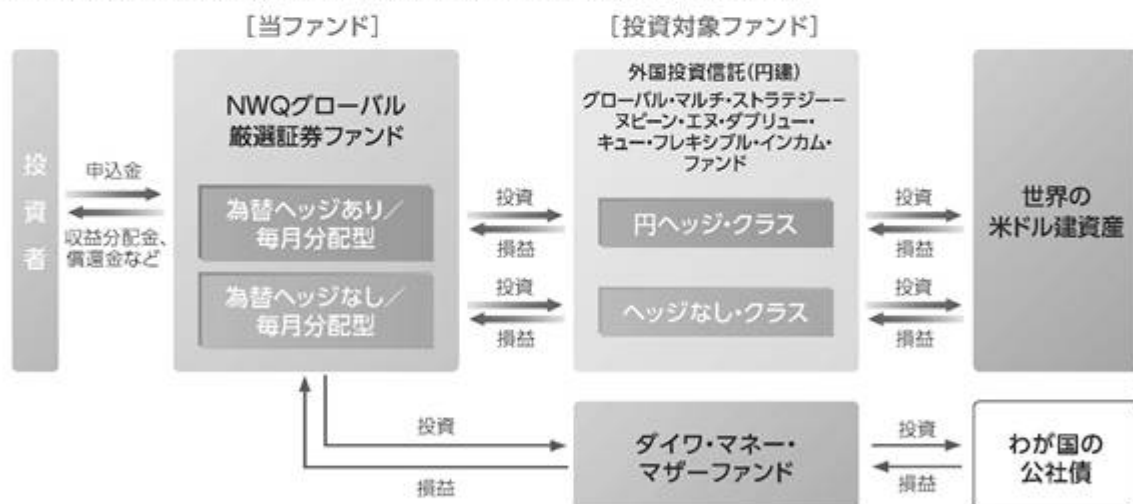 ［当ファンド］
［投資対象ファンド］
投資者
申込金
収益分配金、
償還金など
NWQグローバル
厳選証券ファンド
為替ヘッジあり／
毎月分配型
為替ヘッジなし／
毎月分配型
投資
損益
投資
損益
外国投資信託(円建)
グローバル・マルチ・ストラテジー－
ヌビーン・エヌ・ダブリュー・
キュー・フレキシブル・インカム・
ファンド
円ヘッジ・クラス
ヘッジなし・クラス
投資
損益
投資
損益
世界の
米ドル建資産
投資
損益
ダイワ・マネー・
マザーファンド
投資
損益
わが国の
公社債